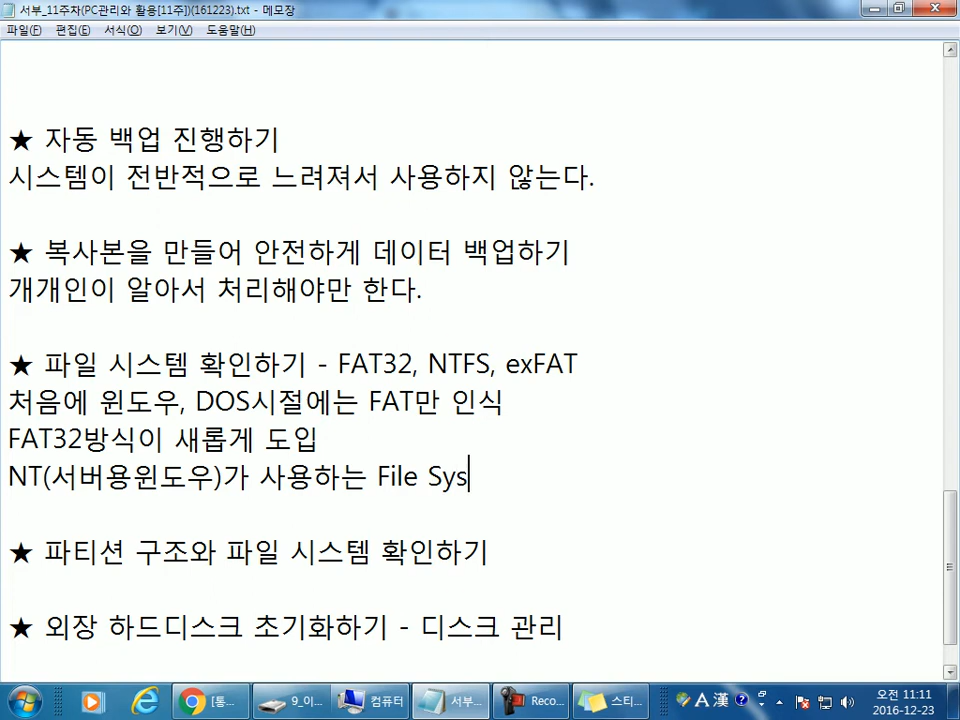 서부_11주차(PC관리와 활용[11주])(161223).txt - 메모장
파일(F) 편집(E) 서식(O) 보기(V) 도움말(H)
★ 자동 백업 진행하기
시스템이 전반적으로 느려져서 사용하지 않는다.
★ 복사본을 만들어 안전하게 데이터 백업하기
개개인이 알아서 처리해야만 한다.
★ 파일 시스템 확인하기 - FAT32, NTFS, exFAT
처음에 윈도우, DOS시절에는 FAT만 인식
FAT32방식이 새롭게 도입
NT(서버용윈도우)가 사용하는 File Sys
★ 파티션 구조와 파일 시스템 확인하기
★ 외장 하드디스크 초기화하기 - 디스크 관리
[통... 9_이... 컴퓨터 서부... Reco... 스티... A 漢 오전 11:11
2016-12-23